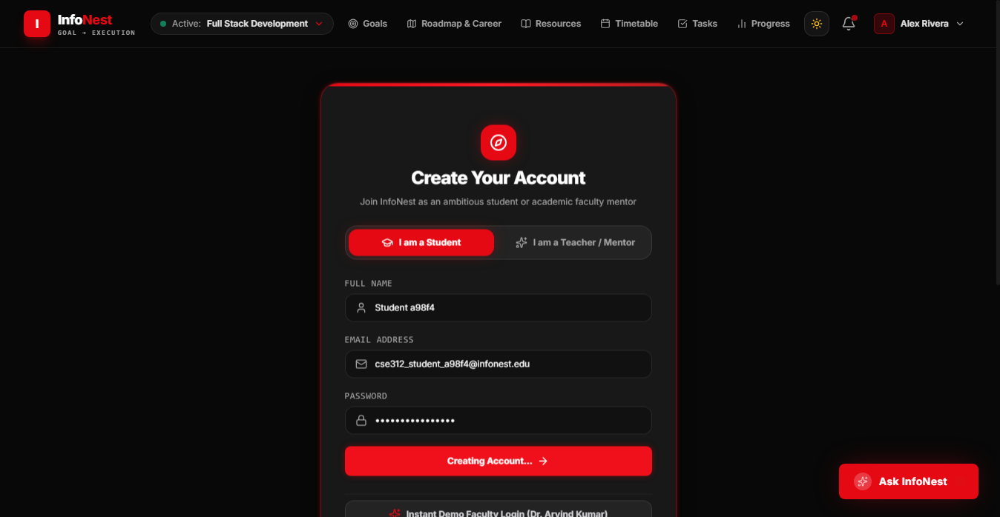 I
InfoNest
GOAL → EXECUTION
Active: Full Stack Development
Goals
Roadmap & Career
Resources
Timetable
Tasks
Progress
A
Alex Rivera
Create Your Account
Join InfoNest as an ambitious student or academic faculty mentor
I am a Student
I am a Teacher / Mentor
FULL NAME
Student a98f4
EMAIL ADDRESS
cse312_student_a98f4@infonest.edu
PASSWORD
••••••••••••••••
Creating Account... →
Instant Demo Faculty Login (Dr. Arvind Kumar)
Ask InfoNest